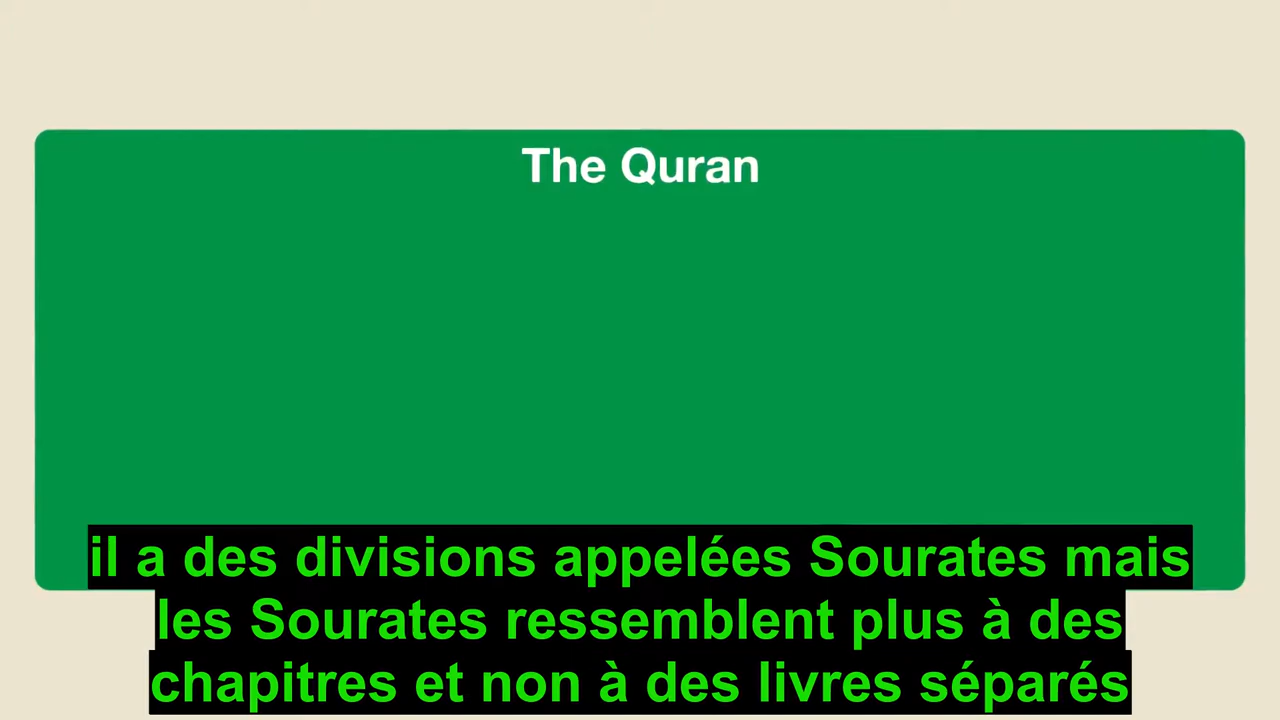 The Quran
il a des divisions appelées Sourates mais
les Sourates ressemblent plus à des
chapitres et non à des livres séparés